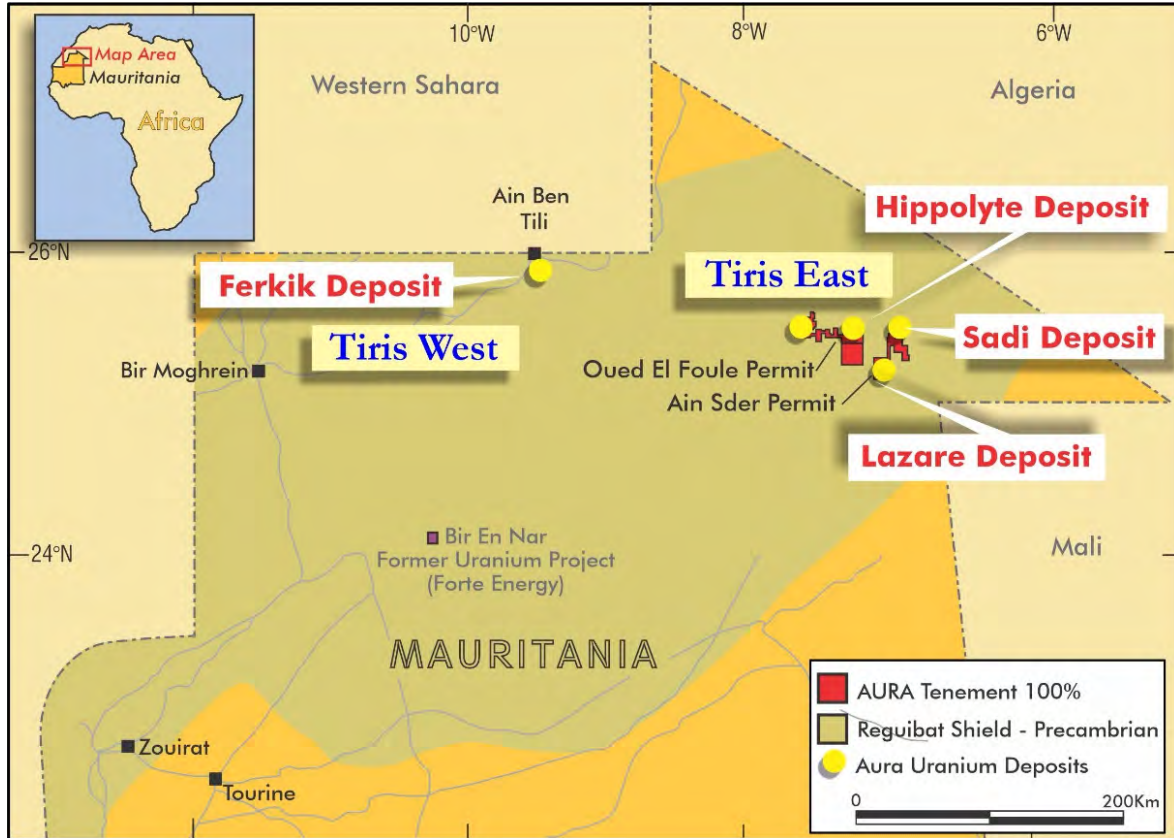 10°W
8°W
6°W
Map Area
Mauritania
Africa
Western Sahara
Algeria
Ain Ben
Tili
Hippolyte Deposit
26°N
Ferkik Deposit
Tiris East
Tiris West
Sadi Deposit
Bir Moghrein
Oued El Foule Permit
Ain Sder Permit
Lazare Deposit
24°N
Bir En Nar
Former Uranium Project
(Forte Energy)
Mali
MAURITANIA
Zouirat
Tourine
AURA Tenement 100%
Reguibat Shield - Precambrian
Aura Uranium Deposits
0
200Km